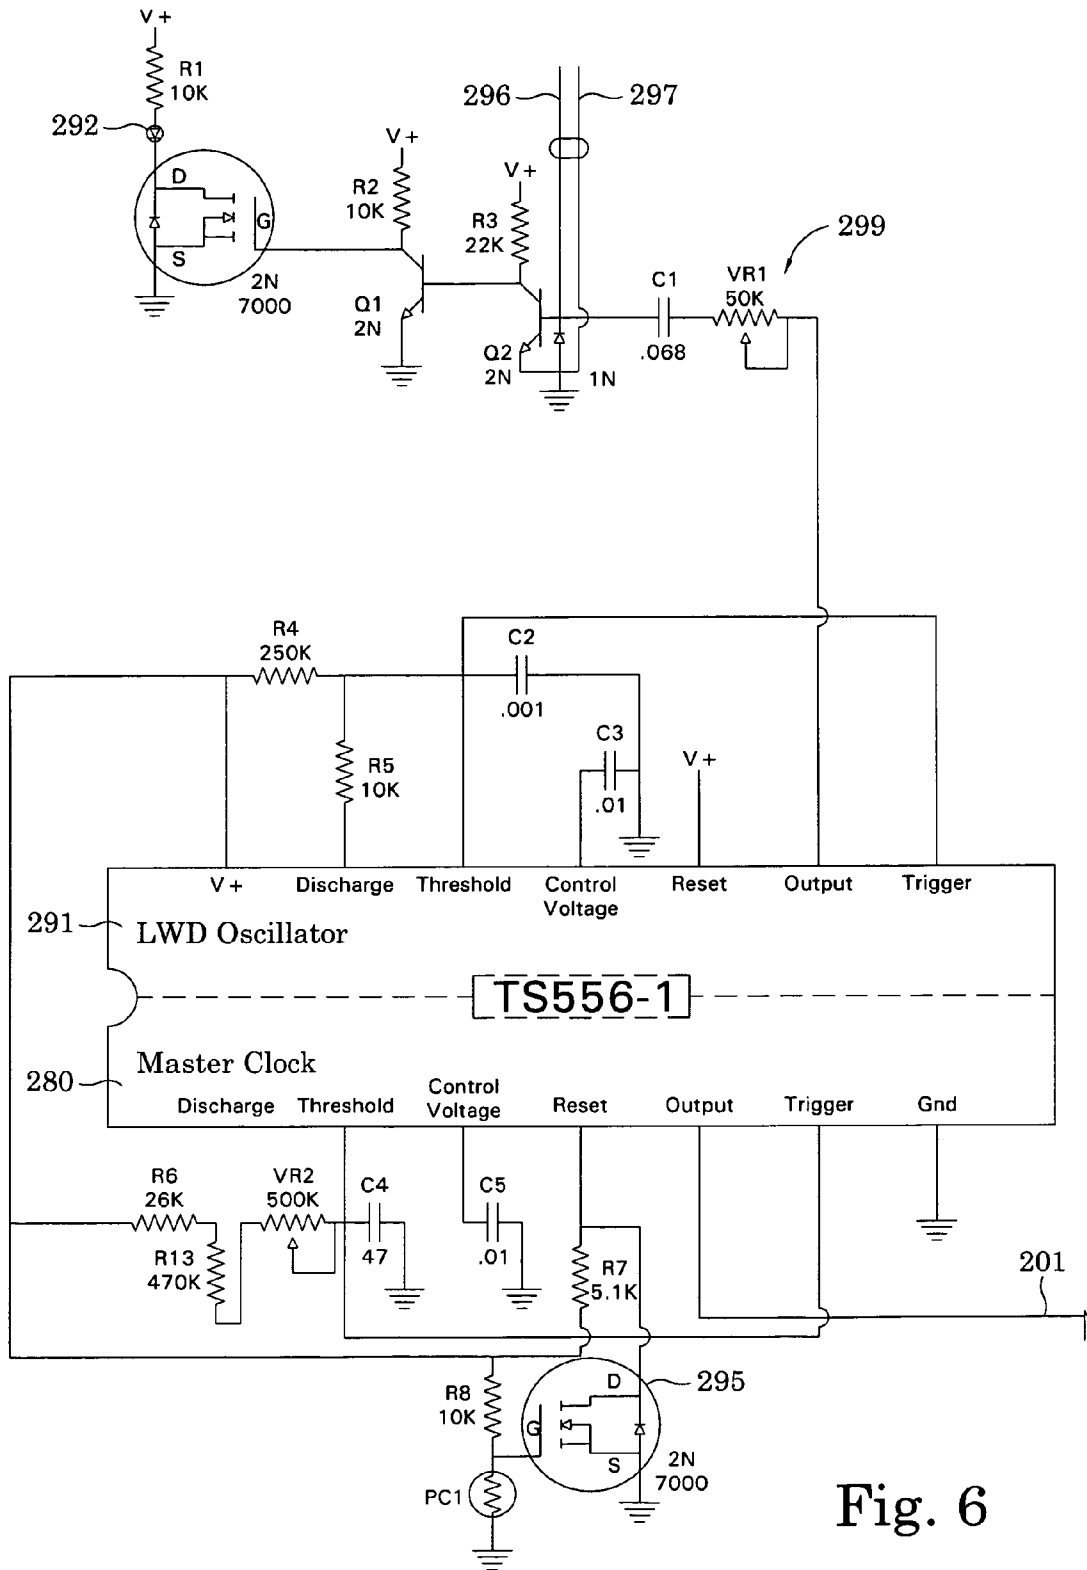 V+
R1
10K
292
D
G
S
2N
7000
V+
R2
10K
Q1
2N
V+
R3
22K
Q2
2N
296
297
1N
C1
.068
VR1
50K
299
R4
250K
C2
.001
R5
10K
C3
.01
V+
V+
Discharge
Threshold
Control
Voltage
Reset
Output
Trigger
291
LWD Oscillator
TS556-1
Master Clock
280
Discharge
Threshold
Control
Voltage
Reset
Output
Trigger
Gnd
R6
26K
VR2
500K
C4
47
C5
.01
R13
470K
R7
5.1K
201
R8
10K
D
G
S
295
2N
7000
PC1
Fig. 6